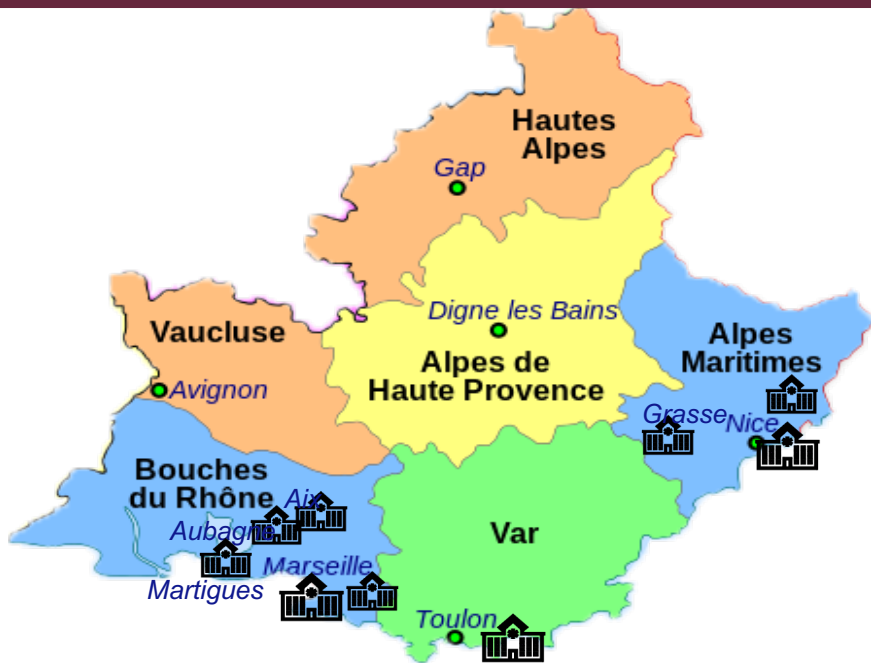 Hautes
Alpes
Gap
Digne les Bains
Vaucluse
Alpes
Maritimes
Alpes de
Haute Provence
Avignon
Grasse
Nice
Bouches
du Rhône
Aix
Aubagne
Var
Marseille
Martigues
Toulon